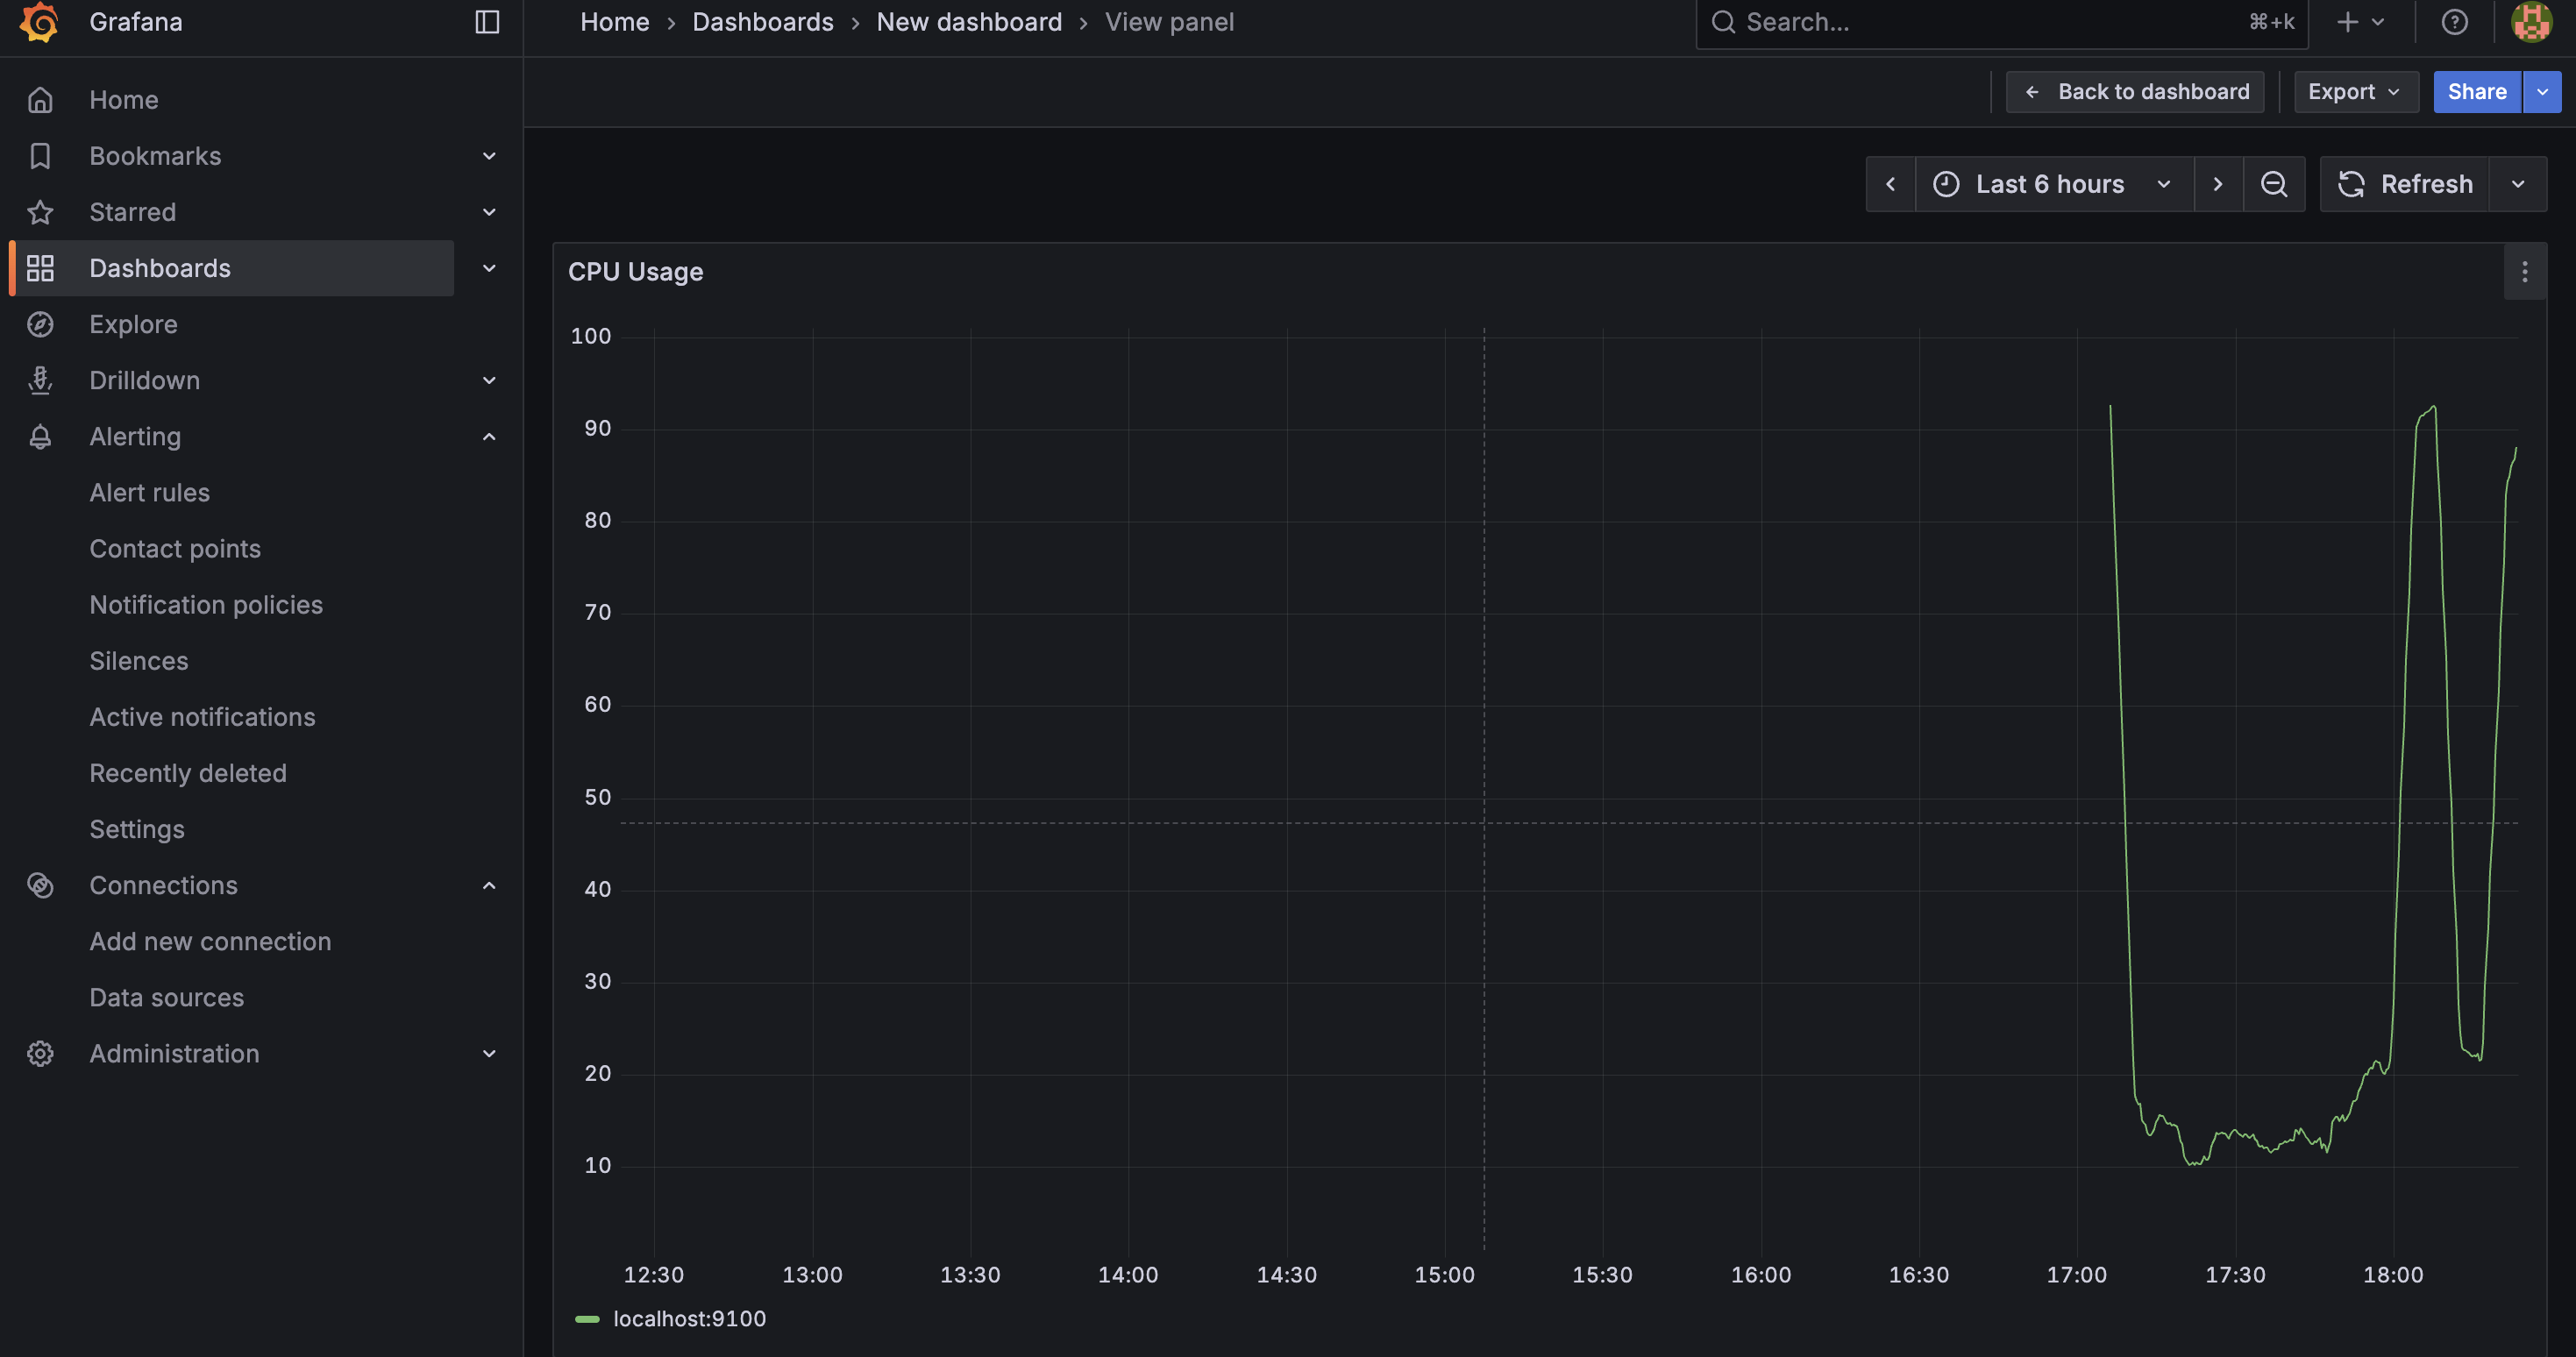 Grafana
Home > Dashboards > New dashboard > View panel
Search...
⌘+k
Back to dashboard
Export
Share
Home
Bookmarks
Starred
Dashboards
Explore
Drilldown
Alerting
Alert rules
Contact points
Notification policies
Silences
Active notifications
Recently deleted
Settings
Connections
Add new connection
Data sources
Administration
Last 6 hours
Refresh
CPU Usage
100
90
80
70
60
50
40
30
20
10
12:30 13:00 13:30 14:00 14:30 15:00 15:30 16:00 16:30 17:00 17:30 18:00
localhost:9100